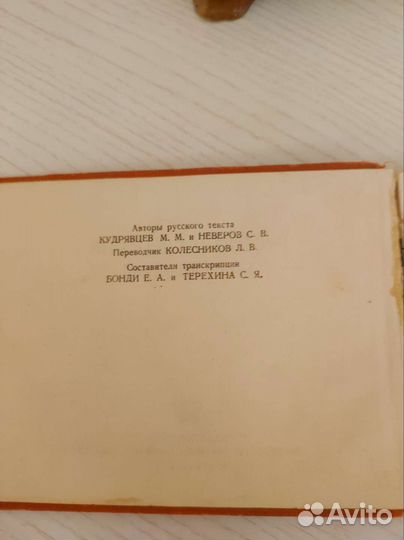 Авторы русского текста
КУДРЯВЦЕВ М. М. и НЕВЕРОВ С. В.
Переводчик КОЛЕСНИКОВ Л. В.
Составители транскрипции
БОНДИ Е. А. и ТЕРЕХИНА С. Я.
Avito